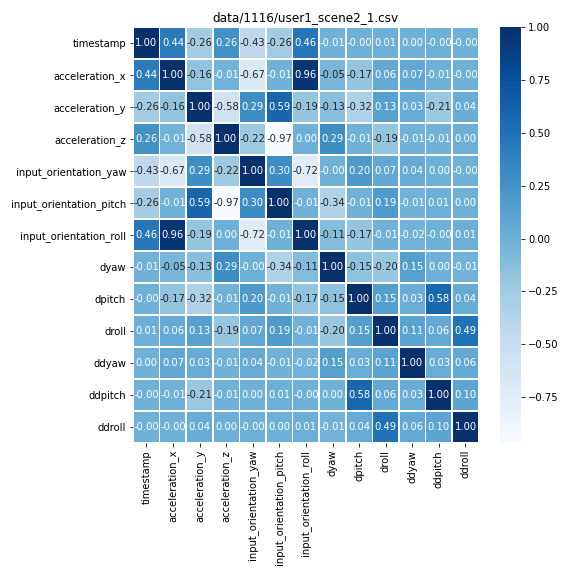 data/1116/user1_scene2_1.csv
timestamp 1.00 0.44 -0.26 0.26 -0.43 -0.26 0.46 -0.01 -0.00 0.01 0.00 -0.00 -0.00
acceleration_x 0.44 1.00 -0.16 -0.01 -0.67 -0.01 0.96 -0.05 -0.17 0.06 0.07 -0.01 -0.00
acceleration_y -0.26 -0.16 1.00 -0.58 0.29 0.59 -0.19 -0.13 -0.32 0.13 0.03 -0.21 0.04
acceleration_z 0.26 -0.01 -0.58 1.00 -0.22 -0.97 0.00 0.29 -0.01 -0.19 -0.01 -0.01 0.00
input_orientation_yaw -0.43 -0.67 0.29 -0.22 1.00 0.30 -0.72 -0.00 0.20 0.07 0.04 -0.00 -0.00
input_orientation_pitch -0.26 -0.01 0.59 -0.97 0.30 1.00 -0.01 -0.34 -0.01 0.19 -0.01 0.01 0.00
input_orientation_roll 0.46 0.96 -0.19 0.00 -0.72 -0.01 1.00 -0.11 -0.17 -0.01 -0.02 -0.00 0.01
dyaw -0.01 -0.05 -0.13 0.29 -0.00 -0.34 -0.11 1.00 -0.15 -0.20 0.15 -0.00 -0.01
dpitch -0.00 -0.17 -0.32 -0.01 0.20 -0.01 -0.17 -0.15 1.00 0.15 0.03 0.58 0.04
droll 0.01 0.06 0.13 -0.19 0.07 0.19 -0.01 -0.20 0.15 1.00 0.11 0.06 0.49
ddyaw 0.00 0.07 0.03 -0.01 0.04 -0.01 -0.02 0.15 0.03 0.11 1.00 0.03 0.06
ddpitch -0.00 -0.01 -0.21 -0.01 -0.00 0.01 -0.00 -0.00 0.58 0.06 0.03 1.00 0.10
ddroll -0.00 -0.00 0.04 0.00 -0.00 0.00 0.01 -0.01 0.04 0.49 0.06 0.10 1.00
timestamp
acceleration_x
acceleration_y
acceleration_z
input_orientation_yaw
input_orientation_pitch
input_orientation_roll
dyaw
dpitch
droll
ddyaw
ddpitch
ddroll
1.00
0.75
0.50
0.25
0.00
−0.25
−0.50
−0.75